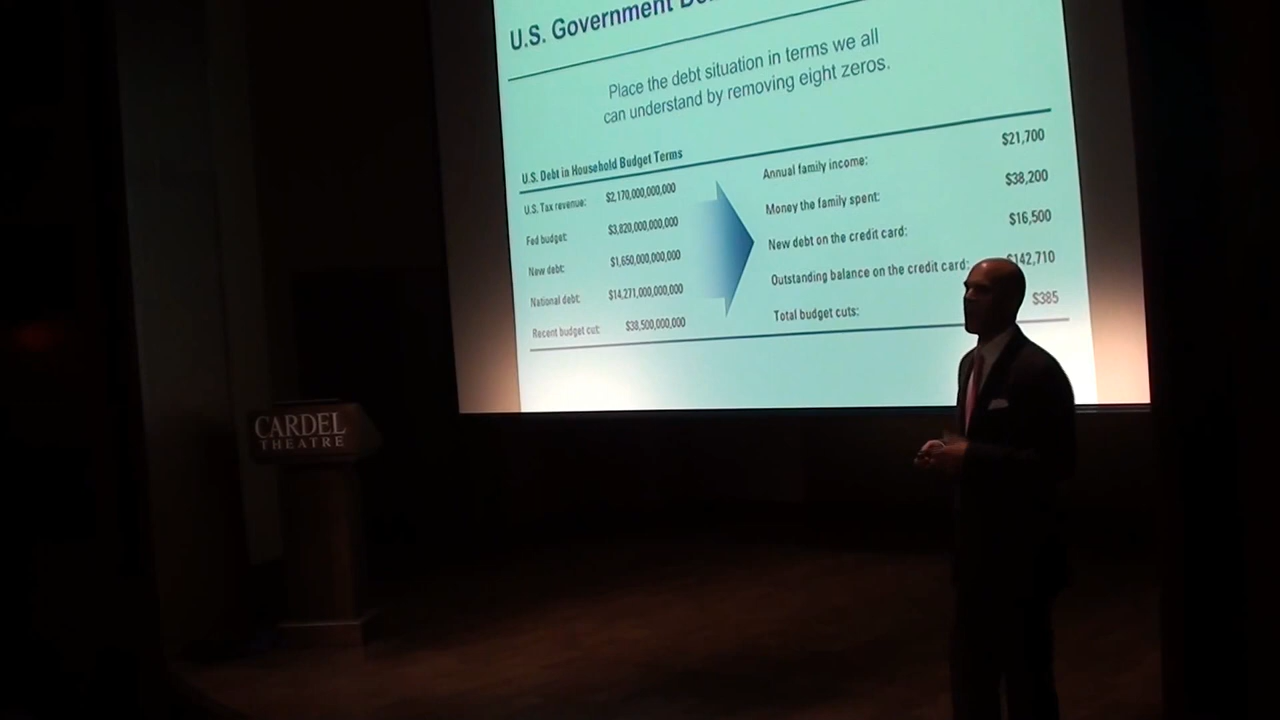 U.S. Government
Place the debt situation in terms we all
can understand by removing eight zeros.
U.S. Debt in Household Budget Terms
U.S. Tax revenue: $2,170,000,000,000
Fed budget: $3,820,000,000,000
New debt: $1,650,000,000,000
National debt: $14,271,000,000,000
Recent budget cut: $38,500,000,000
Annual family income: $21,700
Money the family spent: $38,200
New debt on the credit card: $16,500
Outstanding balance on the credit card: $142,710
Total budget cuts: $385
CARDEL
THEATRE